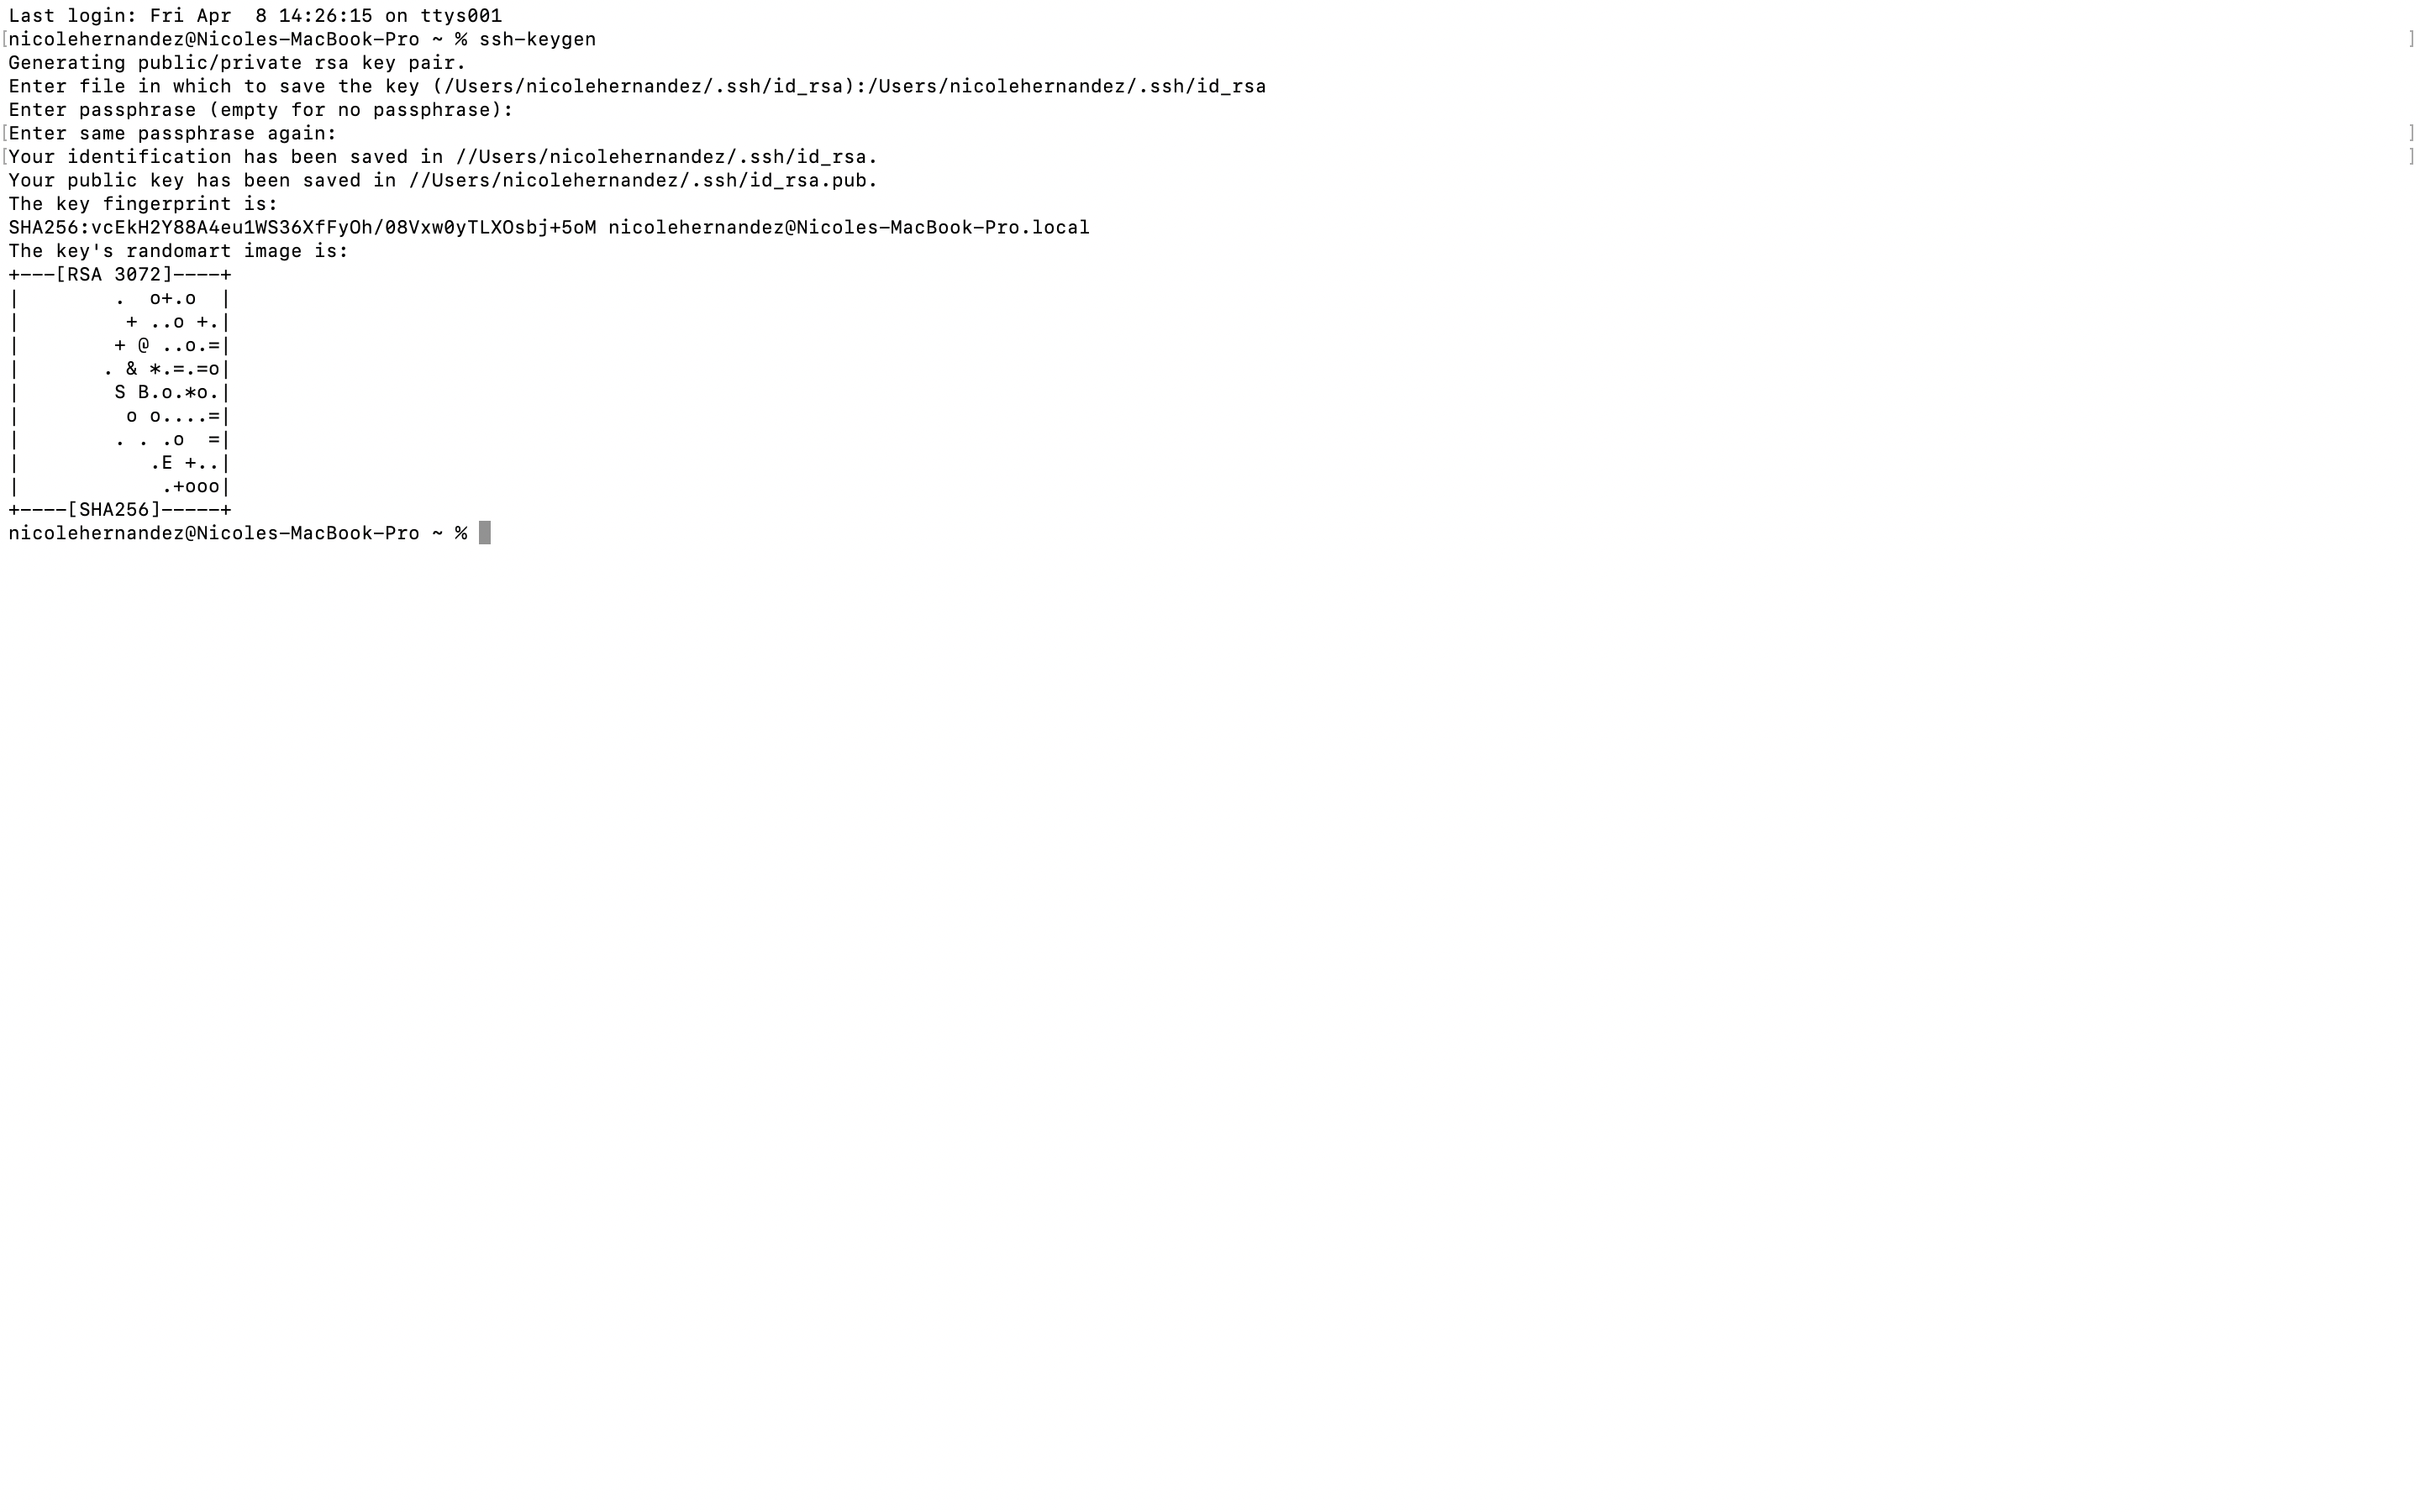 Last login: Fri Apr  8 14:26:15 on ttys001
[nicolehernandez@Nicoles-MacBook-Pro ~ % ssh-keygen ]
Generating public/private rsa key pair.
Enter file in which to save the key (/Users/nicolehernandez/.ssh/id_rsa):/Users/nicolehernandez/.ssh/id_rsa
Enter passphrase (empty for no passphrase):
[Enter same passphrase again: ]
[Your identification has been saved in //Users/nicolehernandez/.ssh/id_rsa. ]
Your public key has been saved in //Users/nicolehernandez/.ssh/id_rsa.pub.
The key fingerprint is:
SHA256:vcEkH2Y88A4eu1WS36XfFyOh/08Vxw0yTLXOsbj+5oM nicolehernandez@Nicoles-MacBook-Pro.local
The key's randomart image is:
+---[RSA 3072]----+
|        .  o+.o  |
|         + ..o +.|
|        + @ ..o.=|
|       . & *.=.=o|
|        S B.o.*o.|
|         o o....=|
|        . . .o  =|
|           .E +..|
|            .+ooo|
+----[SHA256]-----+
nicolehernandez@Nicoles-MacBook-Pro ~ %